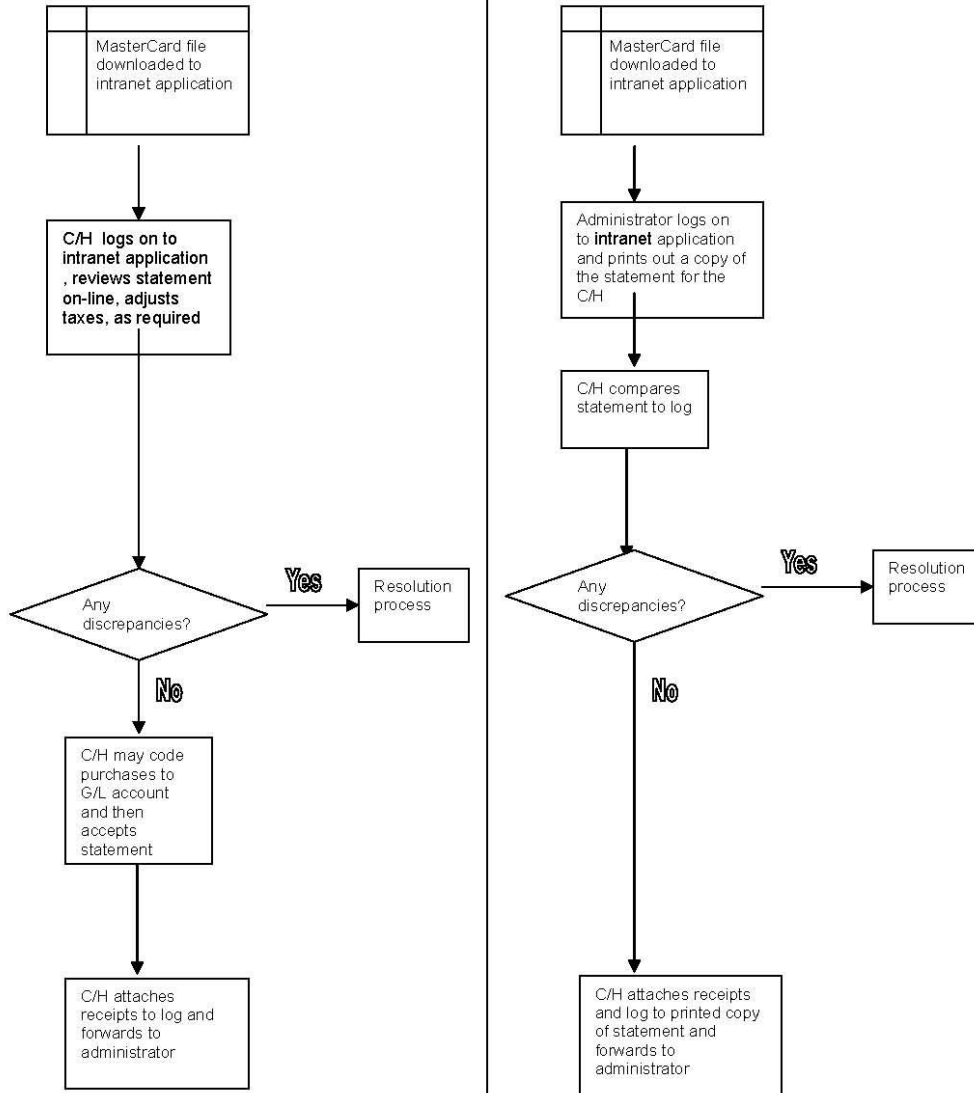 MasterCard file
downloaded to
intranet application
C/H logs on to
intranet application
, reviews statement
on-line, adjusts
taxes, as required
Any
discrepancies?
Yes
Resolution
process
No
C/H may code
purchases to
G/L account
and then
accepts
statement
C/H attaches
receipts to log and
forwards to
administrator
MasterCard file
downloaded to
intranet application
Administrator logs on
to intranet application
and prints out a copy of
the statement for the
C/H
C/H compares
statement to log
Any
discrepancies?
Yes
Resolution
process
No
C/H attaches receipts
and log to printed copy
of statement and
forwards to
administrator